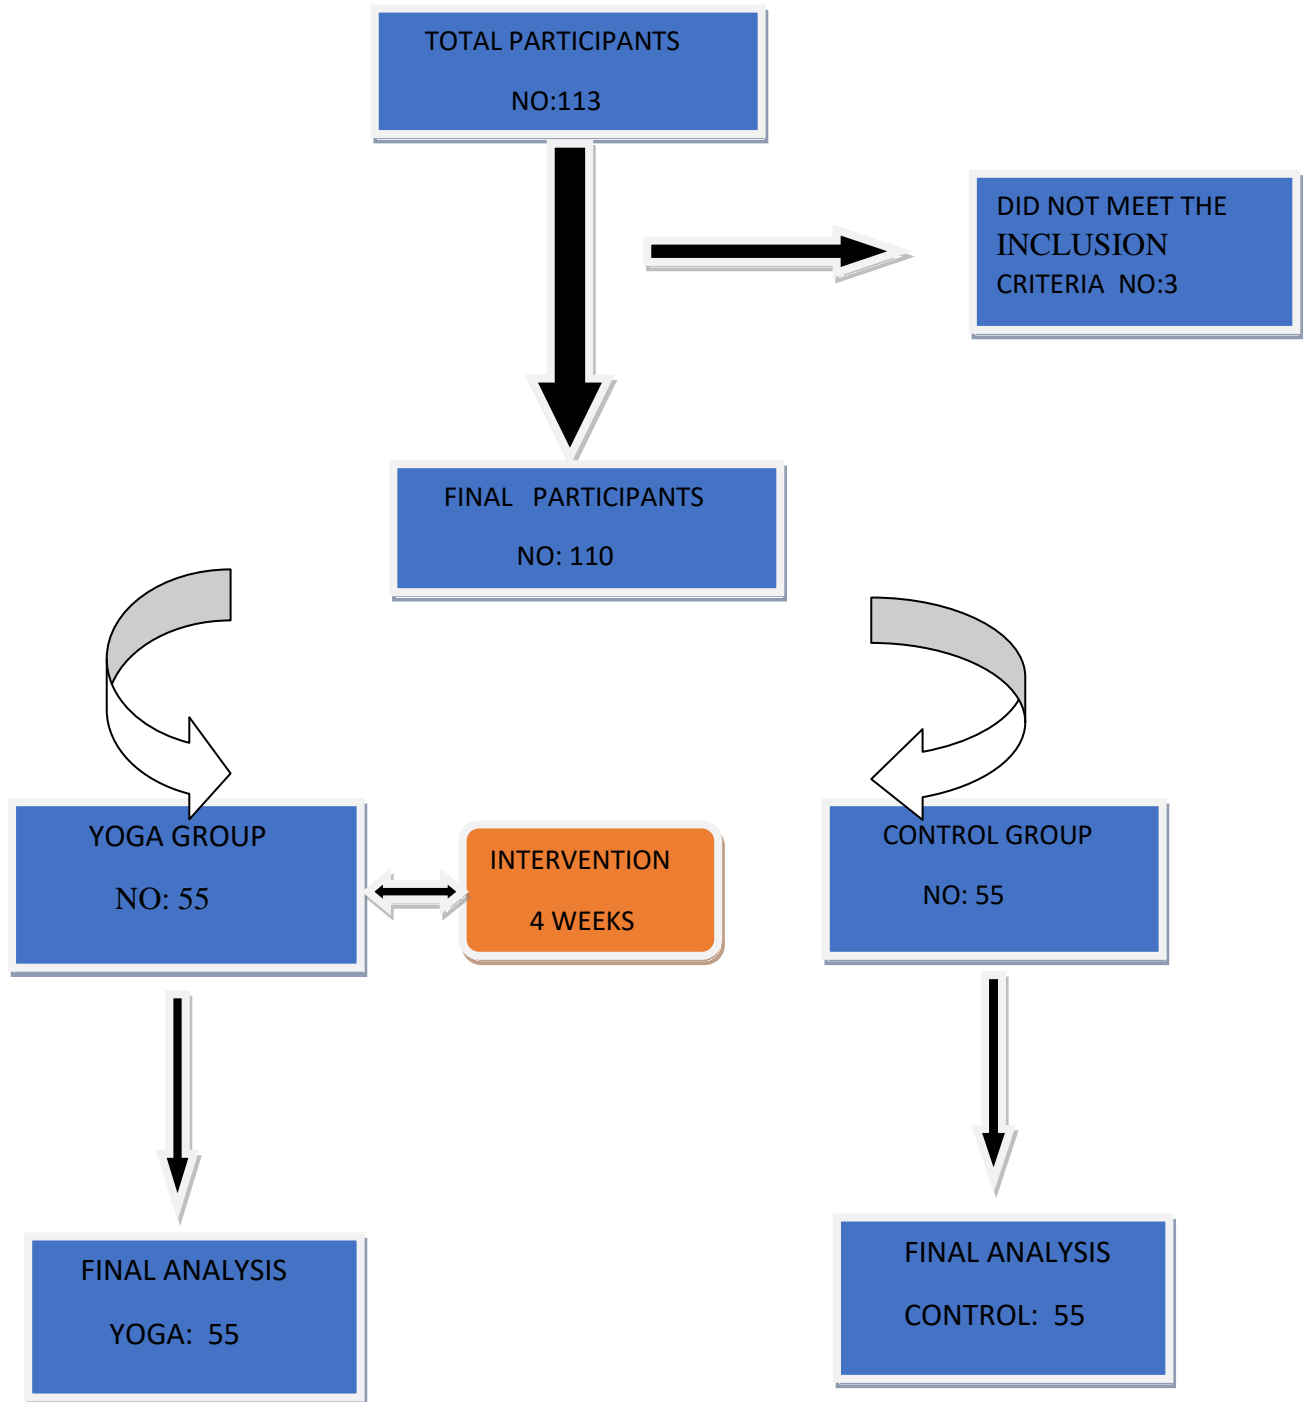 TOTAL PARTICIPANTS
NO:113
DID NOT MEET THE
INCLUSION
CRITERIA NO:3
FINAL PARTICIPANTS
NO: 110
YOGA GROUP
NO: 55
INTERVENTION
4 WEEKS
CONTROL GROUP
NO: 55
FINAL ANALYSIS
YOGA: 55
FINAL ANALYSIS
CONTROL: 55